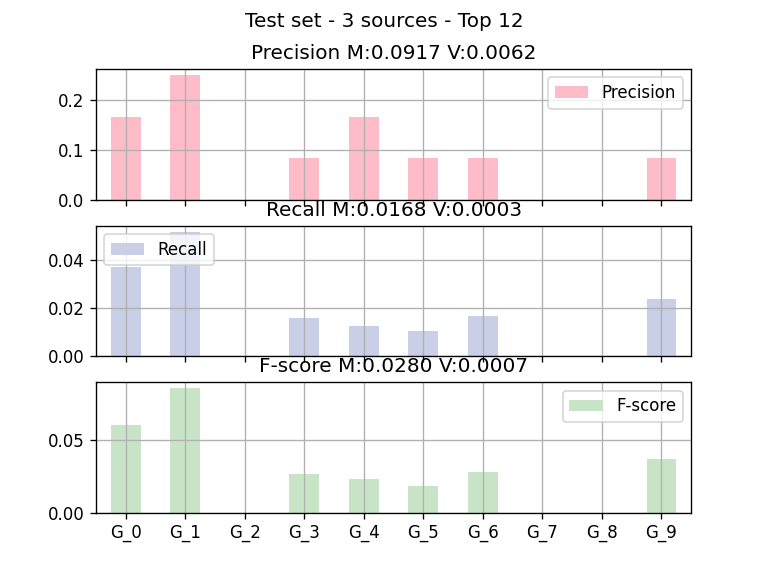 Test set - 3 sources - Top 12
Precision M:0.0917 V:0.0062
0.2
0.1
0.0
Precision
Recall M:0.0168 V:0.0003
0.04
0.02
0.00
Recall
F-score M:0.0280 V:0.0007
0.05
0.00
F-score
G_0 G_1 G_2 G_3 G_4 G_5 G_6 G_7 G_8 G_9